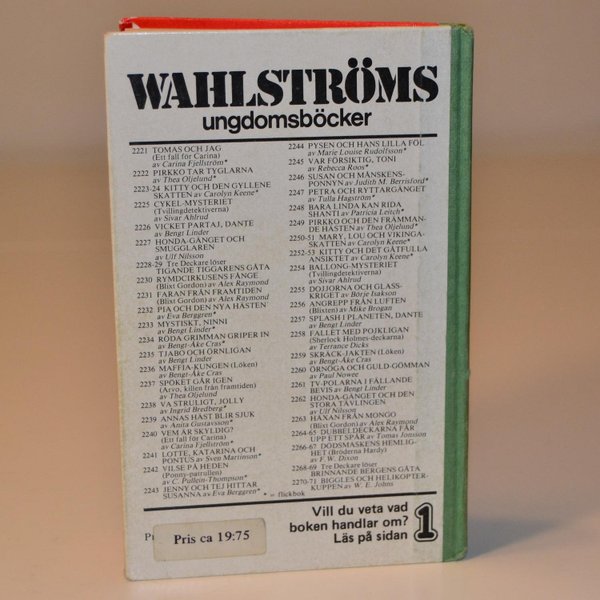 WAHLSTRÖMS
ungdomsböcker
2221 TOMAS OCH JAG
(Ett fall för Carina)
av Carina Fjellström*
2222 PIRKKO TAR TYGLARNA
av Thea Oljelund*
2223-24 KITTY OCH DEN GYLLENE
SKATTEN av Carolyn Keene*
2225 CYKEL-MYSTERIET
(Tvillingdetektiverna)
av Sivar Ahlrud
2226 VICKET PARTAJ, DANTE
av Bengt Linder
2227 HONDA-GÄNGET OCH
SMUGGLAREN
av Ulf Nilsson
2228-29 Tre Deckare löser
TIGANDE TIGGARENS GÅTA
2230 RYMDCIRKUSENS FÅNGE
(Blixt Gordon) av Alex Raymond
2231 FARAN FRÅN FRAMTIDEN
(Blixt Gordon) av Alex Raymond
2232 PIA OCH DEN NYA HÄSTEN
av Eva Berggren*
2233 MYSTISKT, NINNI
av Bengt Linder*
2234 RÖDA GRIMMAN GRIPER IN
av Bengt-Åke Cras*
2235 TJABO OCH ÖRNLIGAN
av Bengt Linder
2236 MAFFIA-KUNGEN (Löken)
av Bengt-Åke Cras
2237 SPÖKET GÅR IGEN
(Arvo, killen från framtiden)
av Thea Oljelund
2238 VA STRULIGT, JOLLY
av Ingrid Bredberg*
2239 ANNAS HÄST BLIR SJUK
av Anita Gustavsson*
2240 VEM ÄR SKYLDIG?
(Ett fall för Carina)
av Carina Fjellström*
2241 LOTTE, KATARINA OCH
PONTUS av Sven Martinson*
2242 VILSE PÅ HEDEN
(Ponny-patrullen)
av C. Pullein-Thompson*
2243 JENNY OCH TEJ HITTAR
SUSANNA av Eva Berggren*
2244 PYSEN OCH HANS LILLA FÖL
av Marie Louise Rudolfsson*
2245 VAR FÖRSIKTIG, TONI
av Rebecca Roos*
2246 SUSAN OCH MÅNSKENS-
PONNYN av Judith M. Berrisford*
2247 PETRA OCH RYTTARGÄNGET
av Tulla Hagström*
2248 BARA LINDA KAN RIDA
SHANTI av Patricia Leitch*
2249 PIRKKO OCH DEN FRÄMMAN-
DE HÄSTEN av Thea Oljelund*
2250-51 MARY, LOU OCH VIKINGA-
SKATTEN av Carolyn Keene*
2252-53 KITTY OCH DET GÅTFULLA
ANSIKTET av Carolyn Keene*
2254 BALLONG-MYSTERIET
(Tvillingdetektiverna)
av Sivar Ahlrud
2255 DOJJORNA OCH GLASS-
KRIGET av Börje Isakson
2256 ANGREPP FRÅN LUFTEN
(Blisten) av Mike Brogan
2257 SPLASH I PLANETEN, DANTE
av Bengt Linder
2258 FALLET MED POJKLIGAN
(Sherlock Holmes-deckarna)
av Terrance Dicks
2259 SKRÄCK-JAKTEN (Löken)
av Bengt-Åke Cras
2260 ÖRNÖGA OCH GULD-GÖMMAN
av Paul Nowee
2261 TV-POLARNA I FÄLLANDE
BEVIS av Bengt Linder
2262 HONDA-GÄNGET OCH DEN
STORA TÄVLINGEN
av Ulf Nilsson
2263 HÄXAN FRÅN MONGO
(Blixt Gordon) av Alex Raymond
2264-65 DUBBELDECKARNA FÅR
UPP ETT SPÅR av Tomas Jonsson
2266-67 DÖDSMASKENS HEMLIG-
HET (Bröderna Hardy)
av F. W. Dixon
2268-69 Tre Deckare löser
BRINNANDE BERGENS GÅTA
2270-71 BIGGLES OCH HELIKOPTER-
KUPPEN av W. E. Johns
* = flickbok
Vill du veta vad
boken handlar om?
Läs på sidan 1
Pris ca 19:75